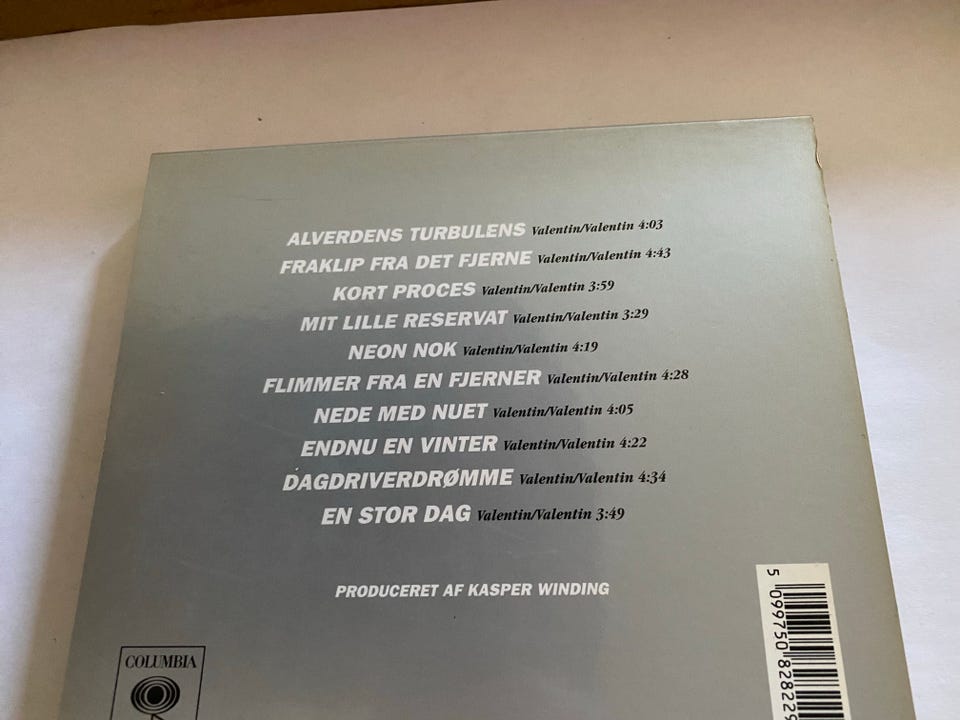 ALVERDENS TURBULENS Valentin/Valentin 4:03
FRAKLIP FRA DET FJERNE Valentin/Valentin 4:43
KORT PROCES Valentin/Valentin 3:59
MIT LILLE RESERVAT Valentin/Valentin 3:29
NEON NOK Valentin/Valentin 4:19
FLIMMER FRA EN FJERNER Valentin/Valentin 4:28
NEDE MED NUET Valentin/Valentin 4:05
ENDNU EN VINTER Valentin/Valentin 4:22
DAGDRIVERDRØMME Valentin/Valentin 4:34
EN STOR DAG Valentin/Valentin 3:49
PRODUCERET AF KASPER WINDING
COLUMBIA
5 099750 828229